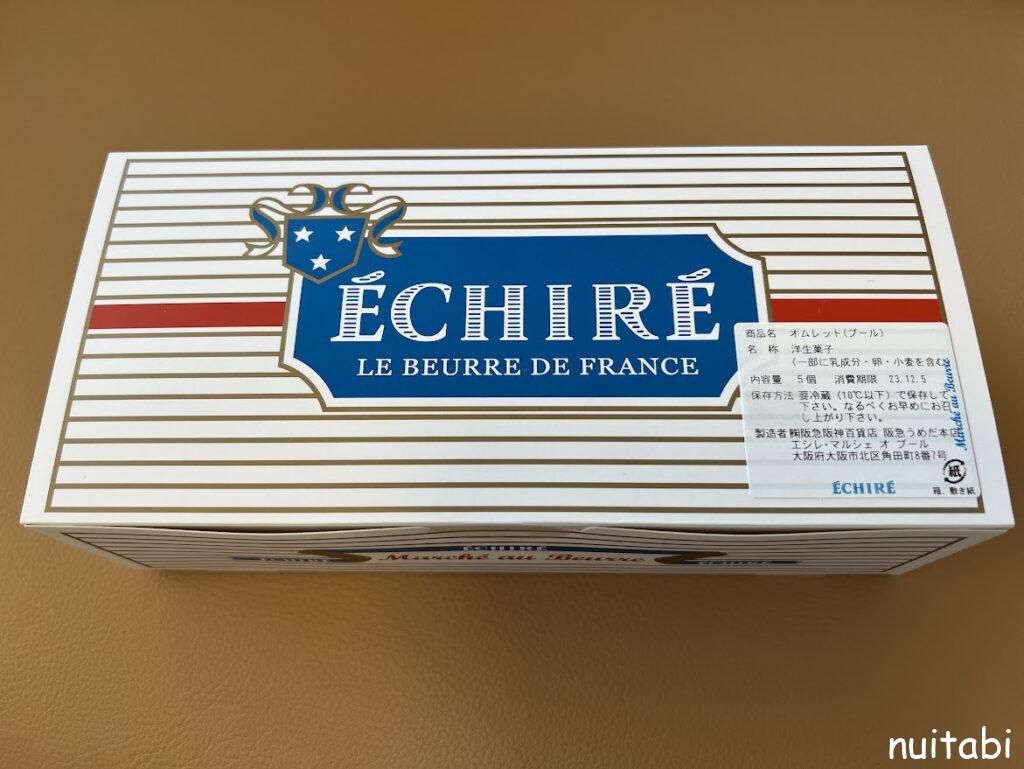 ÉCHIRÉ
LE BEURRE DE FRANCE
商品名 オムレット(ブール)
名 称 洋生菓子
(一部に乳成分・卵・小麦を含む)
内容量 5個 消費期限 23.12.5
保存方法 要冷蔵 (10℃以下) で保存して
下さい。なるべくお早めにお召
し上がり下さい。
製造者 ㈱阪急阪神百貨店 阪急うめだ本店
エシレ・マルシェ オ ブール
大阪府大阪市北区角田町8番7号
Marché au Beurre
ÉCHIRÉ
紙
箱、敷き紙
ÉCHIRÉ
ÉCHIRÉ
Marché au Beurre
ÉCHIRÉ
nuitabi